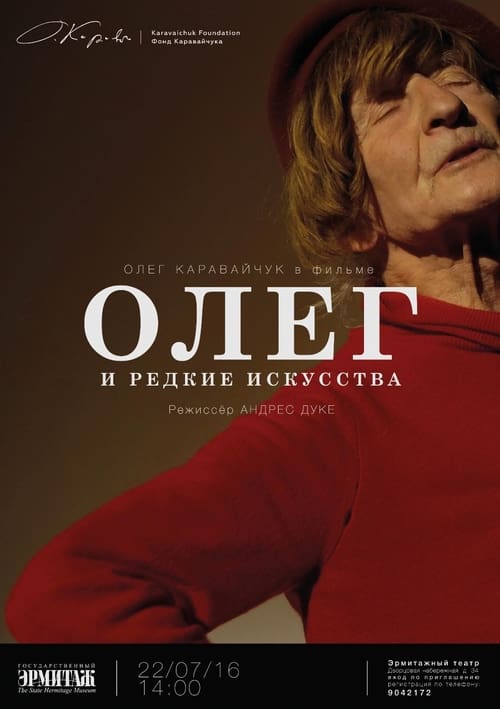 О. Карав
Karavaichuk Foundation
Фонд Каравайчука
ОЛЕГ КАРАВАЙЧУК в фильме
ОЛЕГ
И РЕДКИЕ ИСКУССТВА
Режиссёр АНДРЕС ДУКЕ
ГОСУДАРСТВЕННЫЙ
ЭРМИТАЖ
The State Hermitage Museum
22/07/16
14:00
Эрмитажный театр
Дворцовая набережная д. 34
вход по приглашению
регистрация по телефону:
9042172